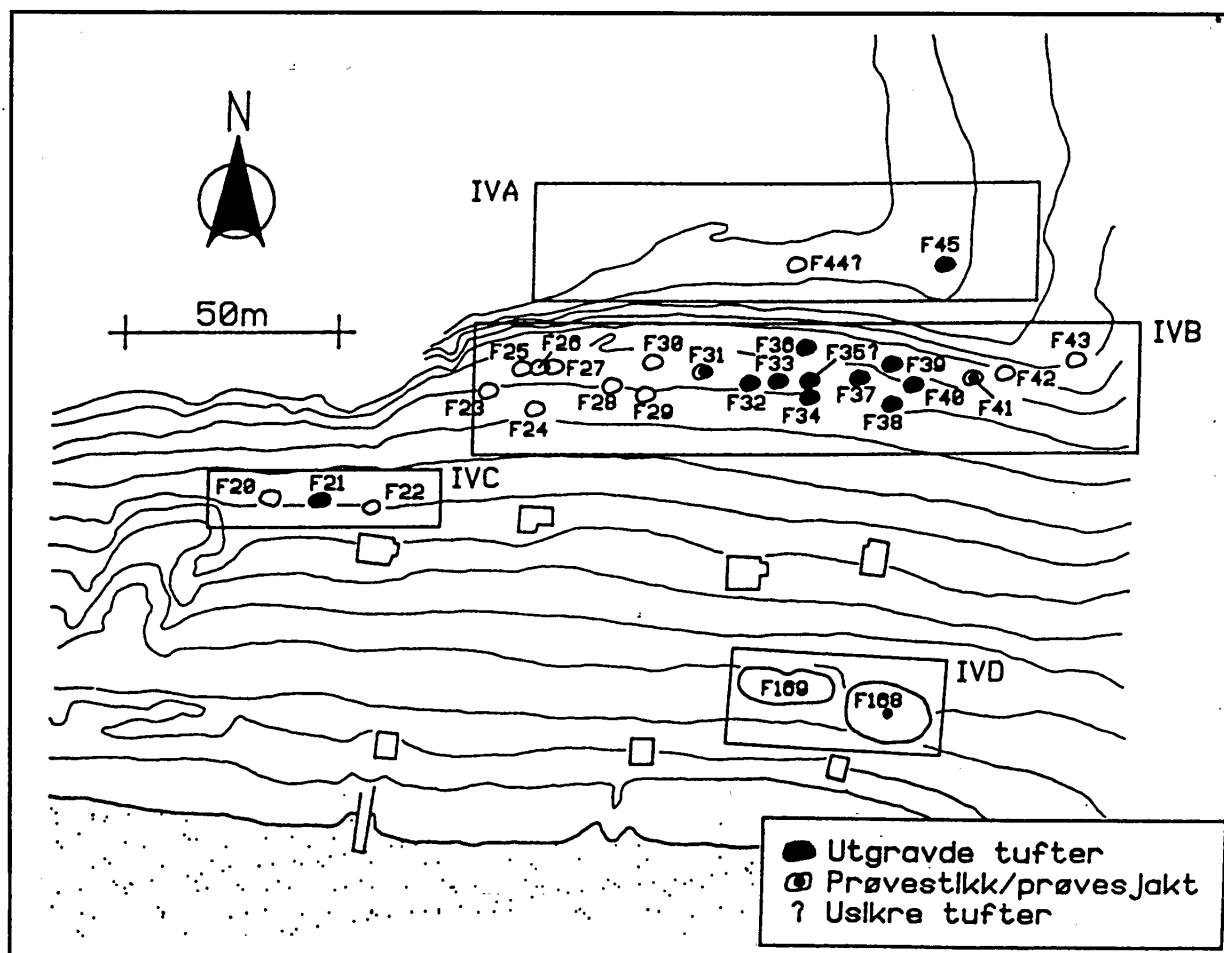 N
50m
IVA
F44?
F45
IVB
F23
F24
F25
F26
F27
F28
F29
F30
F31
F32
F33
F34
F35?
F36
F37
F38
F39
F40
F41
F42
F43
IVC
F20
F21
F22
IVD
F169
F168
Utgravde tufter
Prøvestikk/prøvesjakt
? Usikre tufter